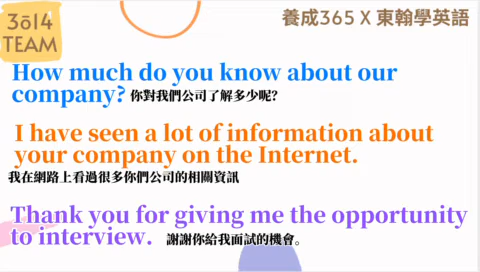 3ō14
TEAM
養成365 X 東翰學英語
How much do you know about our
company? 你對我們公司了解多少呢?
I have seen a lot of information about
your company on the Internet.
我在網路上看過很多你們公司的相關資訊
Thank you for giving me the opportunity
to interview. 謝謝你給我面試的機會。